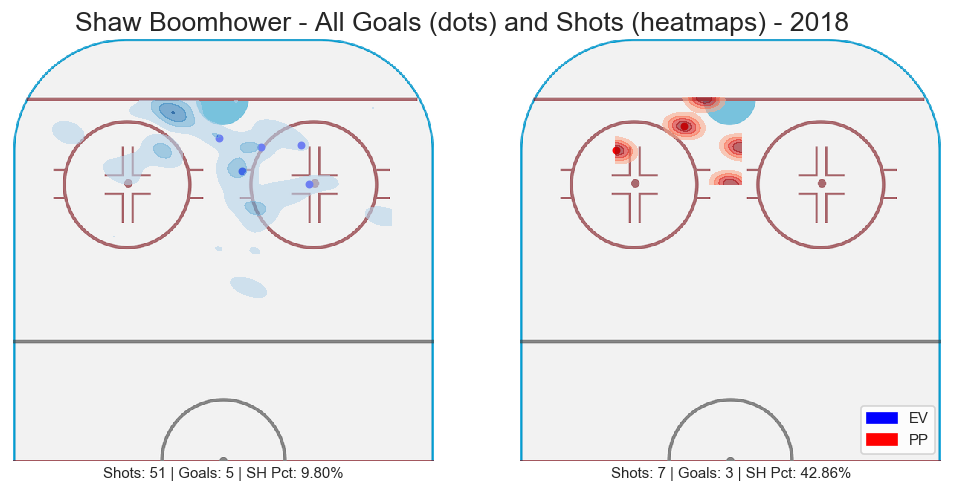 Shaw Boomhower - All Goals (dots) and Shots (heatmaps) - 2018
EV
PP
Shots: 51 | Goals: 5 | SH Pct: 9.80%
Shots: 7 | Goals: 3 | SH Pct: 42.86%